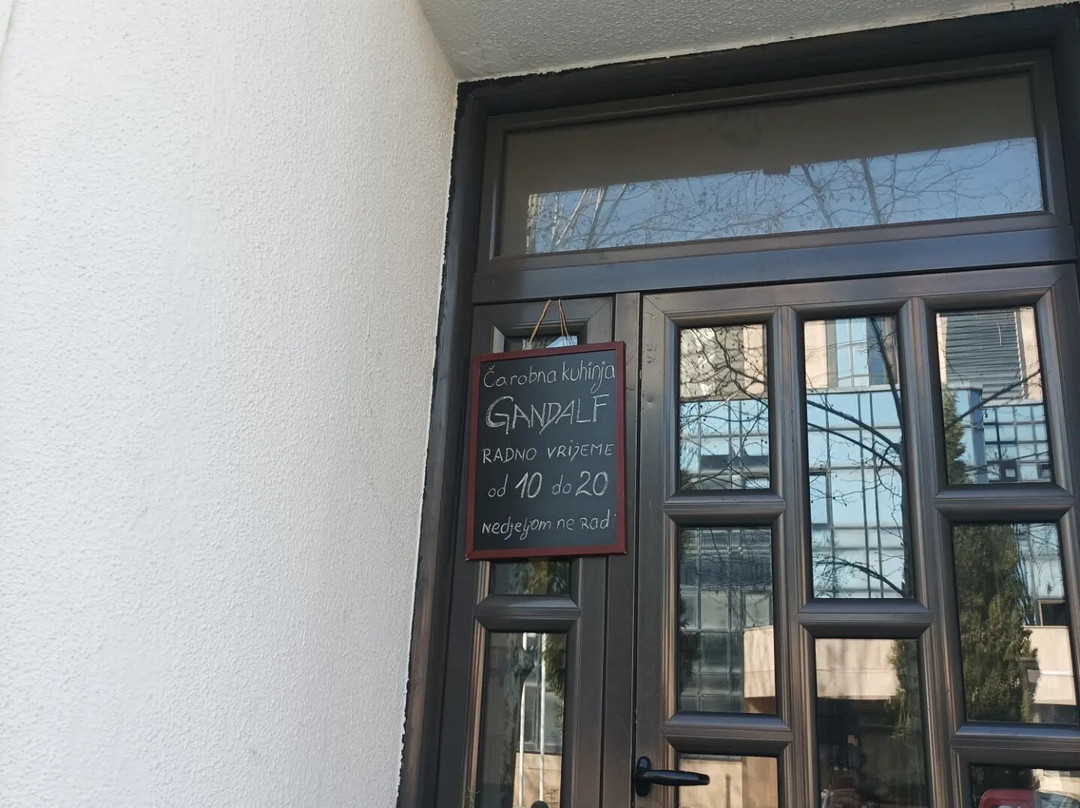 Čarobna kuhinja
GANDALF
RADNO VRIJEME
od 10 do 20
Nedjeljom ne Radi